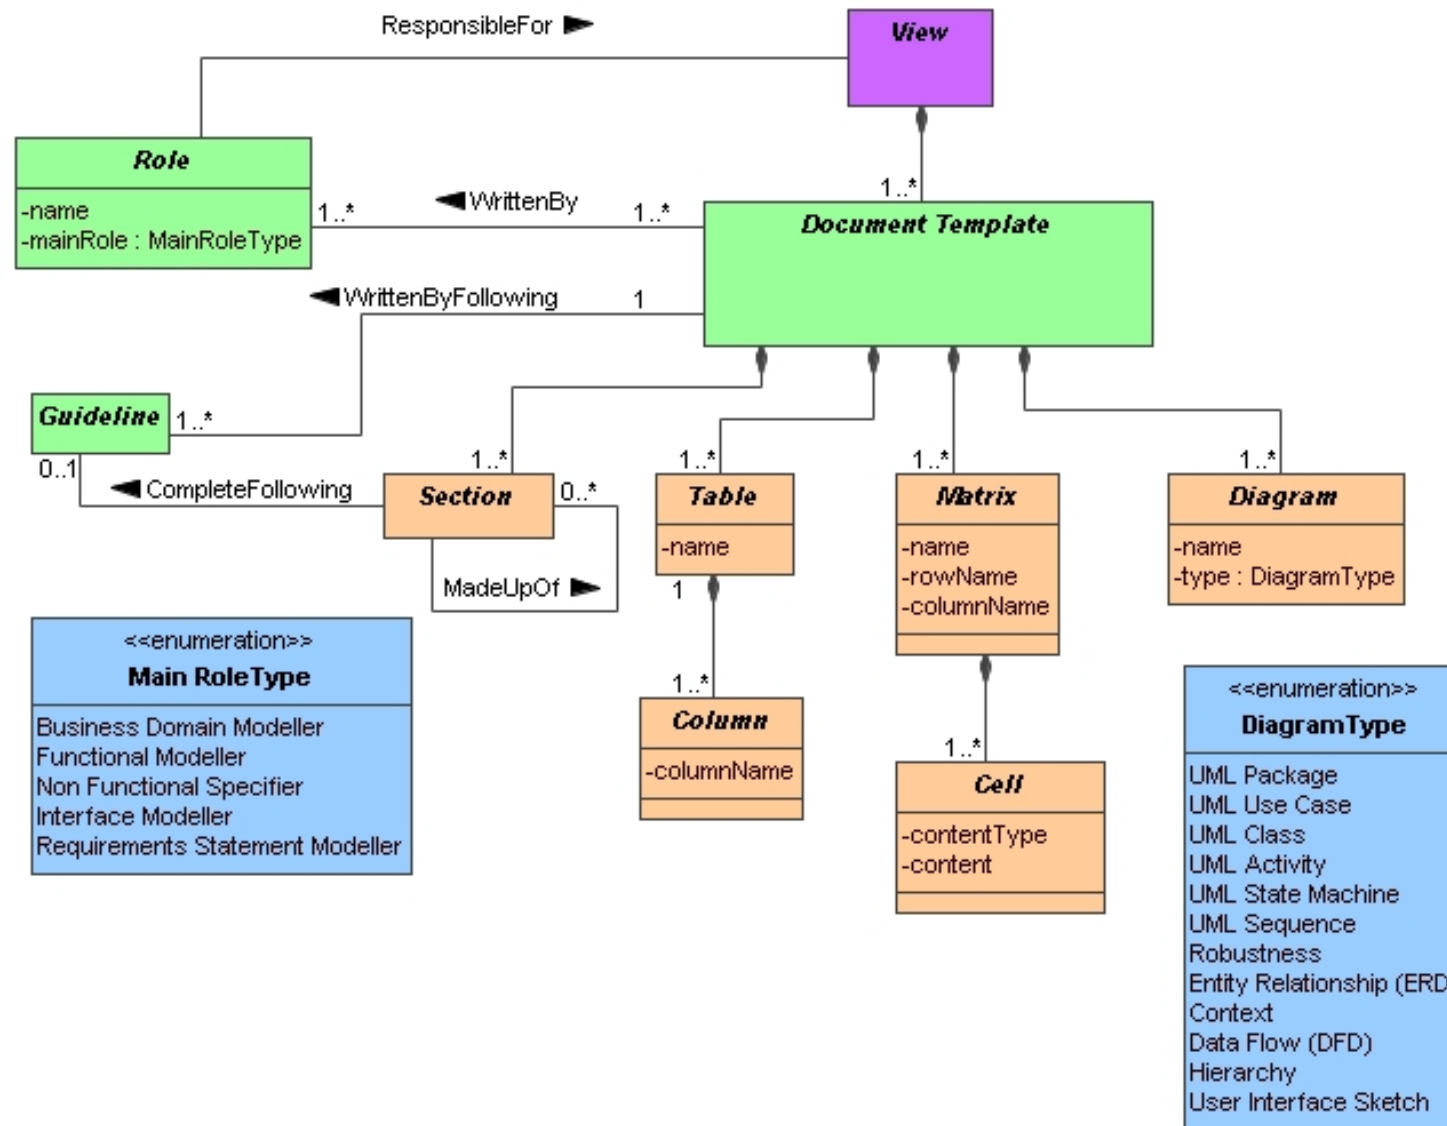 ResponsibleFor
View
Role
-name
-mainRole : MainRoleType
1..*
WrittenBy
1..*
1..*
Document Template
WrittenByFollowing
1
Guideline
1..*
0..1
CompleteFollowing
1..*
Section
0..*
MadeUpOf
1..*
Table
-name
1
1..*
Matrix
-name
-rowName
-columnName
1..*
Diagram
-name
-type : DiagramType
<<enumeration>>
Main RoleType
Business Domain Modeller
Functional Modeller
Non Functional Specifier
Interface Modeller
Requirements Statement Modeller
1..*
Column
-columnName
1..*
Cell
-contentType
-content
<<enumeration>>
DiagramType
UML Package
UML Use Case
UML Class
UML Activity
UML State Machine
UML Sequence
Robustness
Entity Relationship (ERD
Context
Data Flow (DFD)
Hierarchy
User Interface Sketch